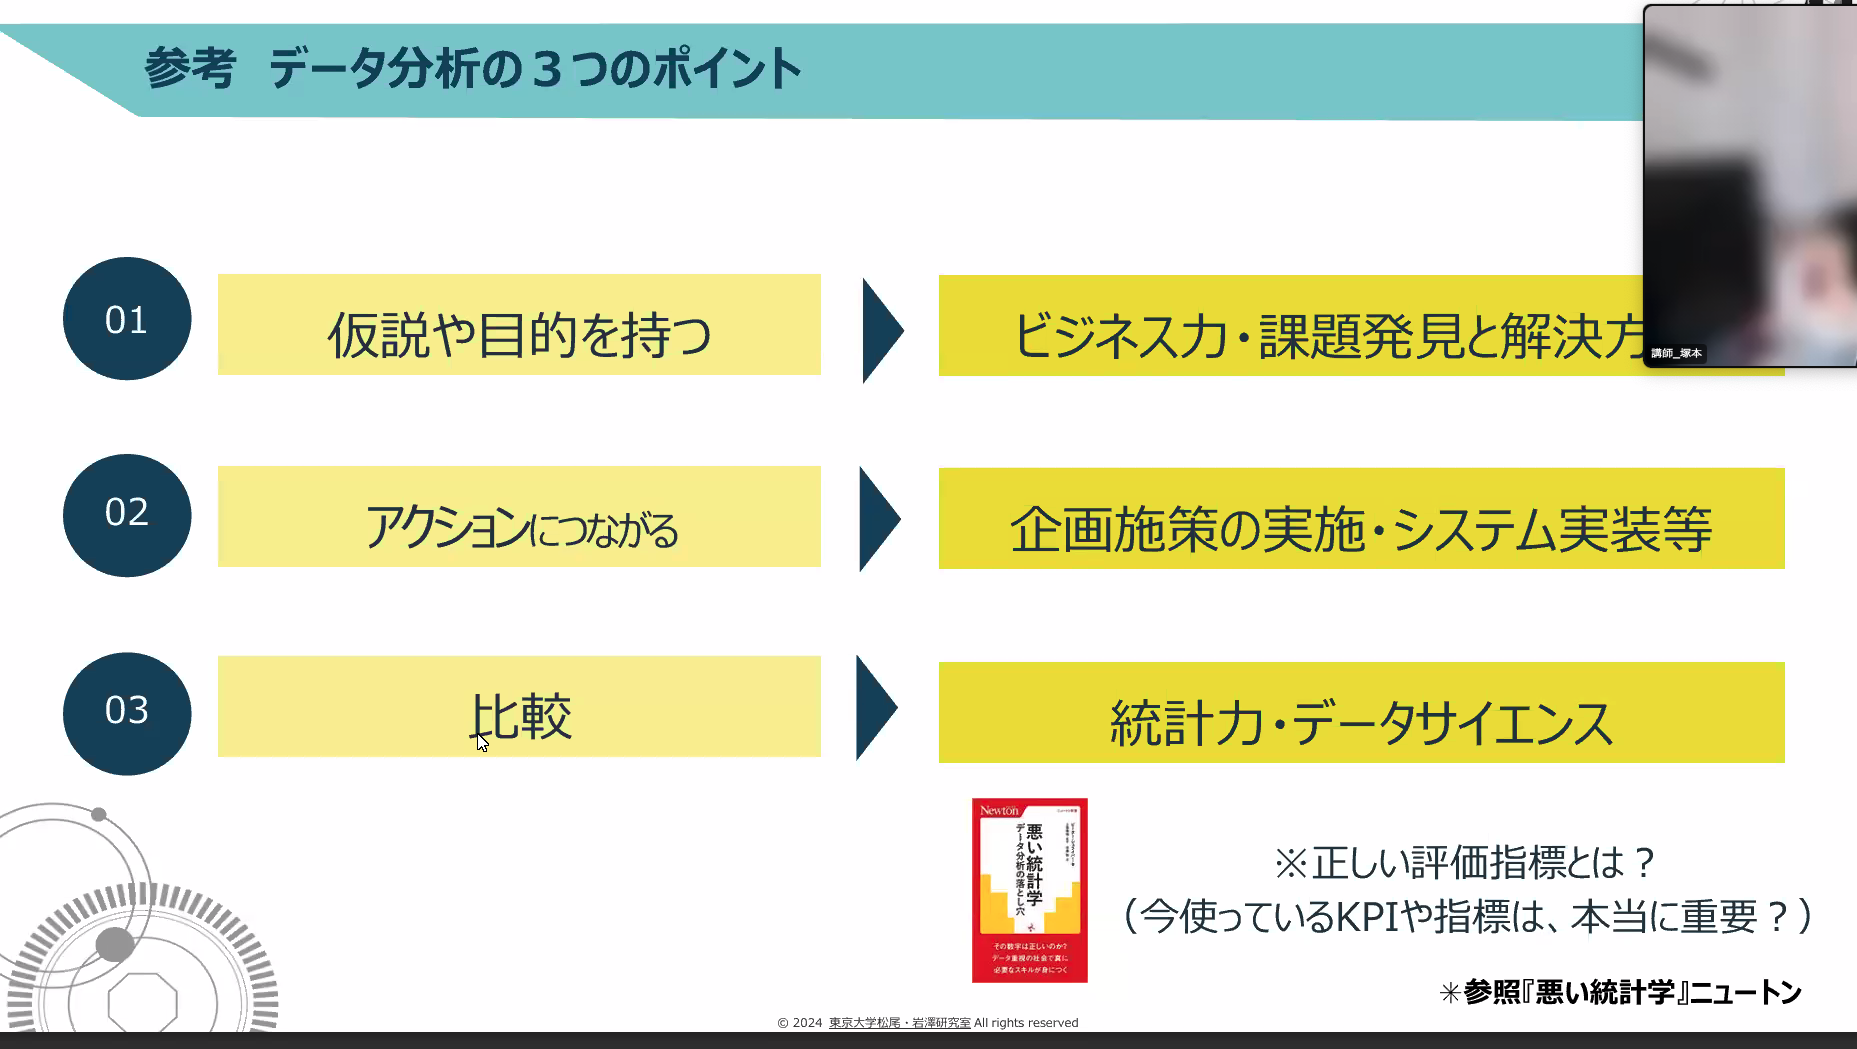 参考 データ分析の３つのポイント
01
仮説や目的を持つ
ビジネス力・課題発見と解決方
講師_塚本
02
アクションにつながる
企画施策の実施・システム実装等
03
比較
統計力・データサイエンス
Newton
悪い統計学
データ分析の落とし穴
その数字は正しいのか?
データ重視の社会で真に
必要なスキルが身につく
※正しい評価指標とは？
（今使っているKPIや指標は、本当に重要？）
✳参照『悪い統計学』ニュートン
© 2024 東京大学松尾・岩澤研究室 All rights reserved